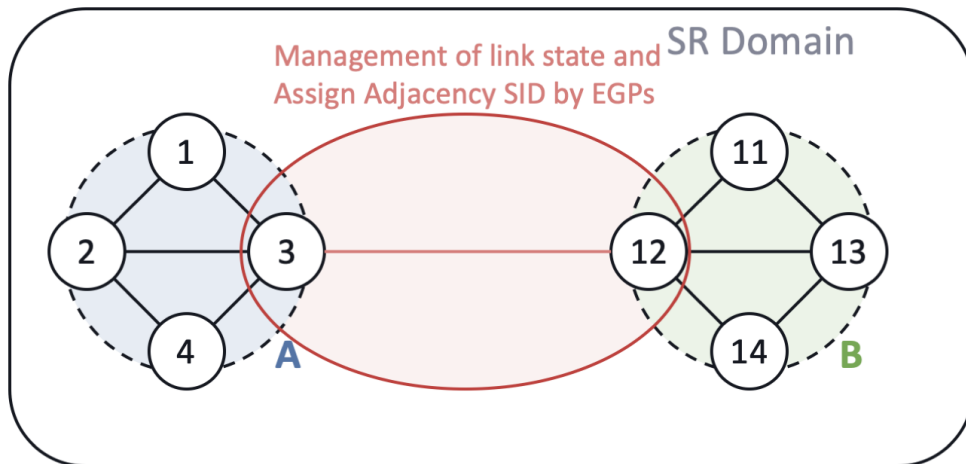 SR Domain
Management of link state and
Assign Adjacency SID by EGPs
1
11
2
3
12
13
4
14
A
B